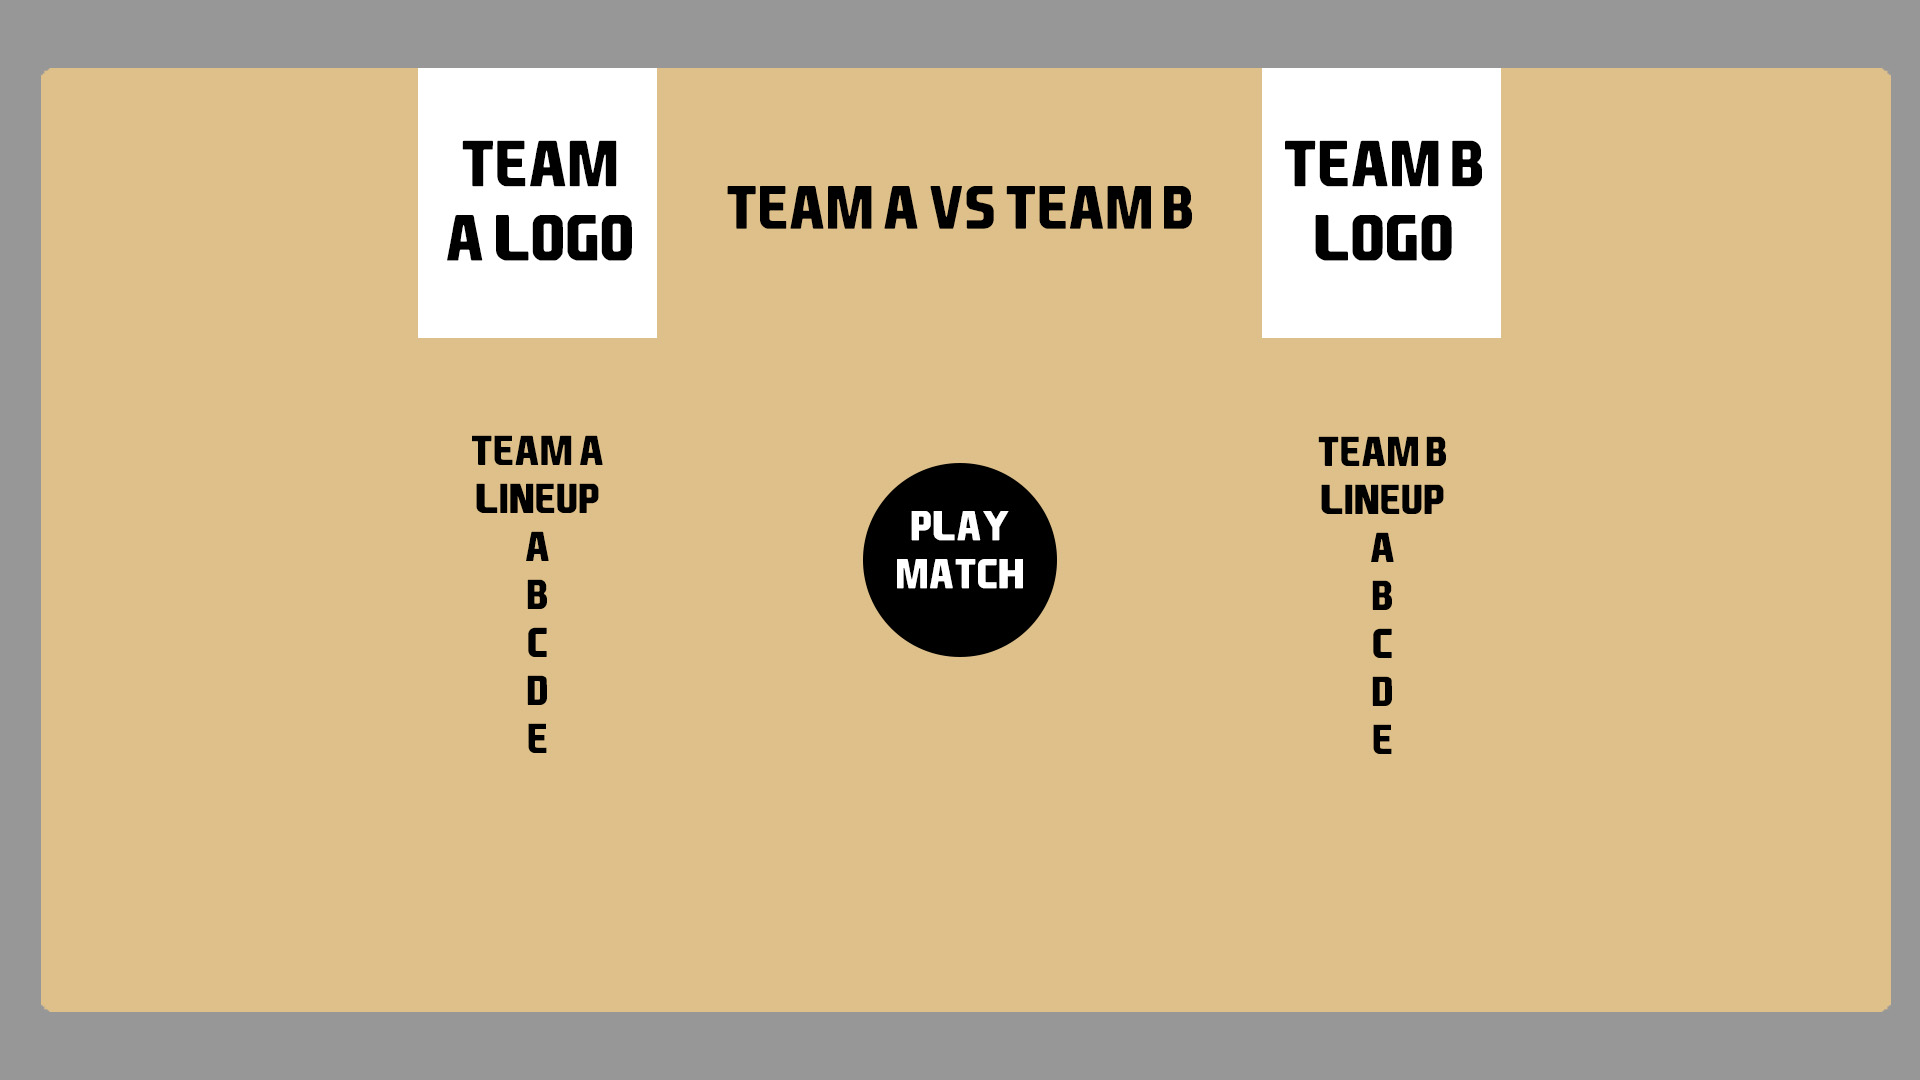 TEAM
A LOGO
TEAM A VS TEAM B
TEAM B
LOGO
TEAM A
LINEUP
A
B
C
D
E
PLAY
MATCH
TEAM B
LINEUP
A
B
C
D
E